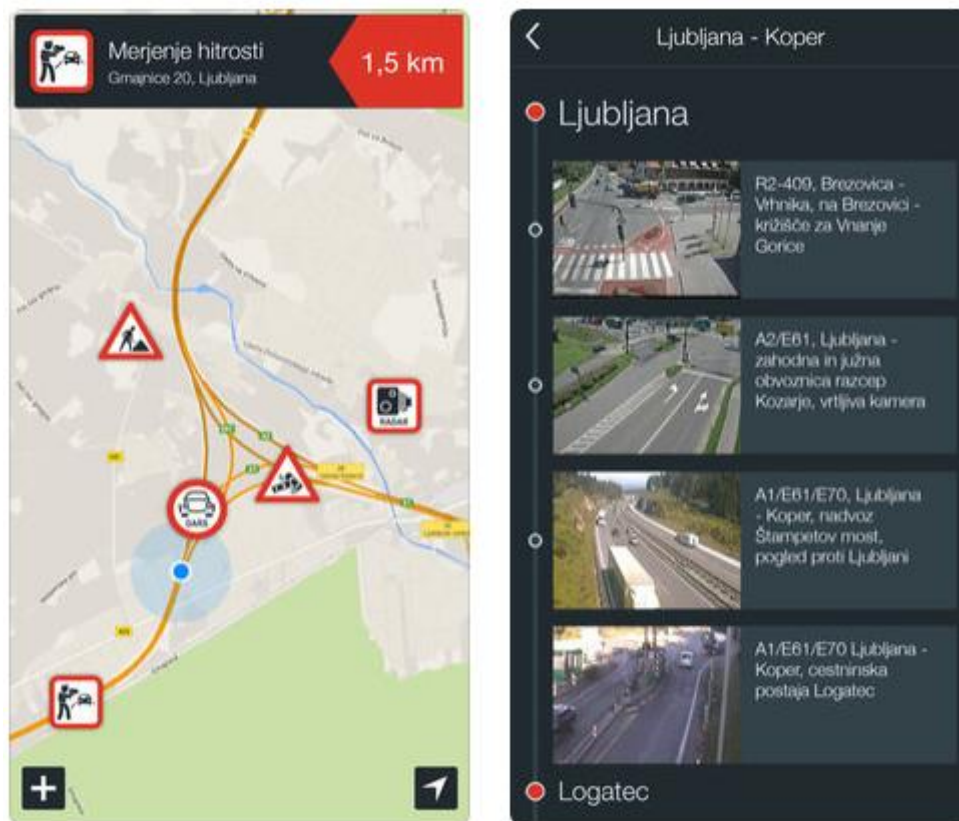 Merjenje hitrosti
Grnajnice 20, Ljubljana
1,5 km
RADAR
DARS
Ljubljana - Koper
Ljubljana
R2-409, Brezovica -
Vrhnika, na Brezovici -
križišče za Vnanje
Gorice
A2/E61, Ljubljana -
zahodna in južna
obvoznica razcep
Kozarje, vrtljiva kamera
A1/E61/E70, Ljubljana
- Koper, nadvoz
Štampetov most,
pogled proti Ljubljani
A1/E61/E70 Ljubljana -
Koper, cestninska
postaja Logatec
Logatec